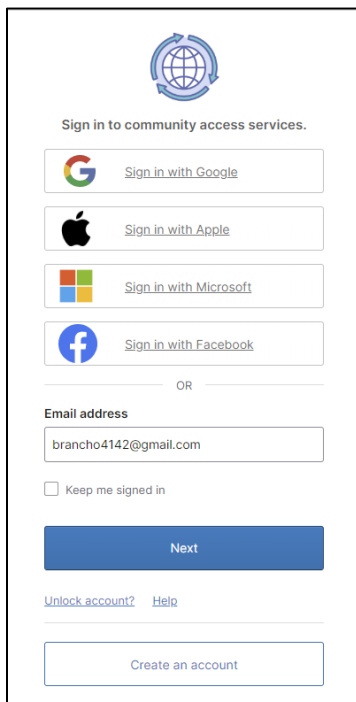 Sign in to community access services.
Sign in with Google
Sign in with Apple
Sign in with Microsoft
Sign in with Facebook
OR
Email address
brancho4142@gmail.com
Keep me signed in
Next
Unlock account? Help
Create an account